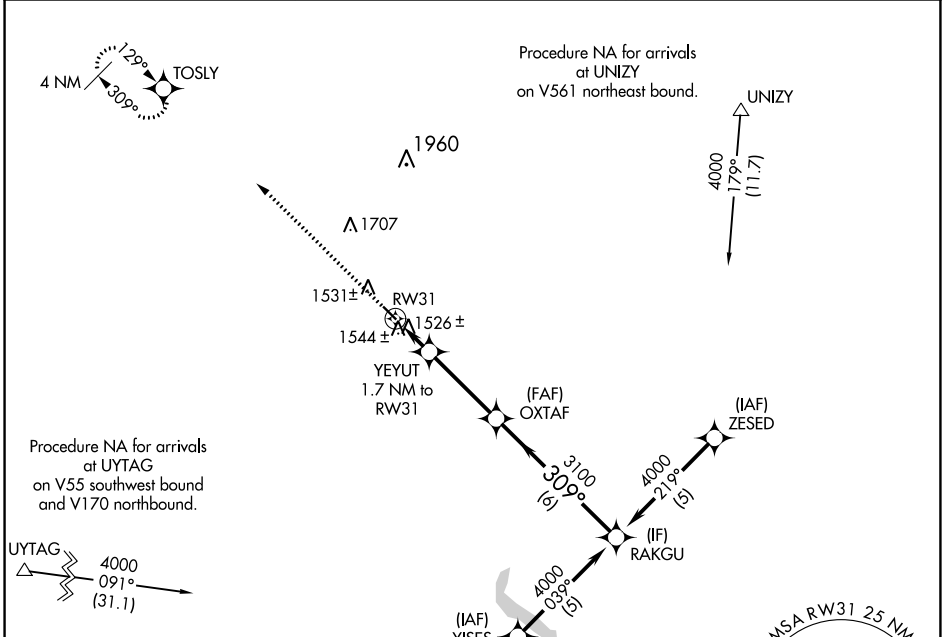 129°
TOSLY
4 NM
309°
Procedure NA for arrivals
at UNIZY
on V561 northeast bound.
UNIZY
4000
179°
(11.7)
1960
1707
1531±
RW31
1526 ±
1544 ±
YEYUT
1.7 NM to
RW31
(FAF)
OXTAF
(IAF)
ZESED
3100
309°
(6)
4000
219°
(5)
(IF)
RAKGU
Procedure NA for arrivals
at UYTAG
on V55 southwest bound
and V170 northbound.
UYTAG
4000
091°
(31.1)
4000
039°
(5)
(IAF)
MSA RW31 25 NM